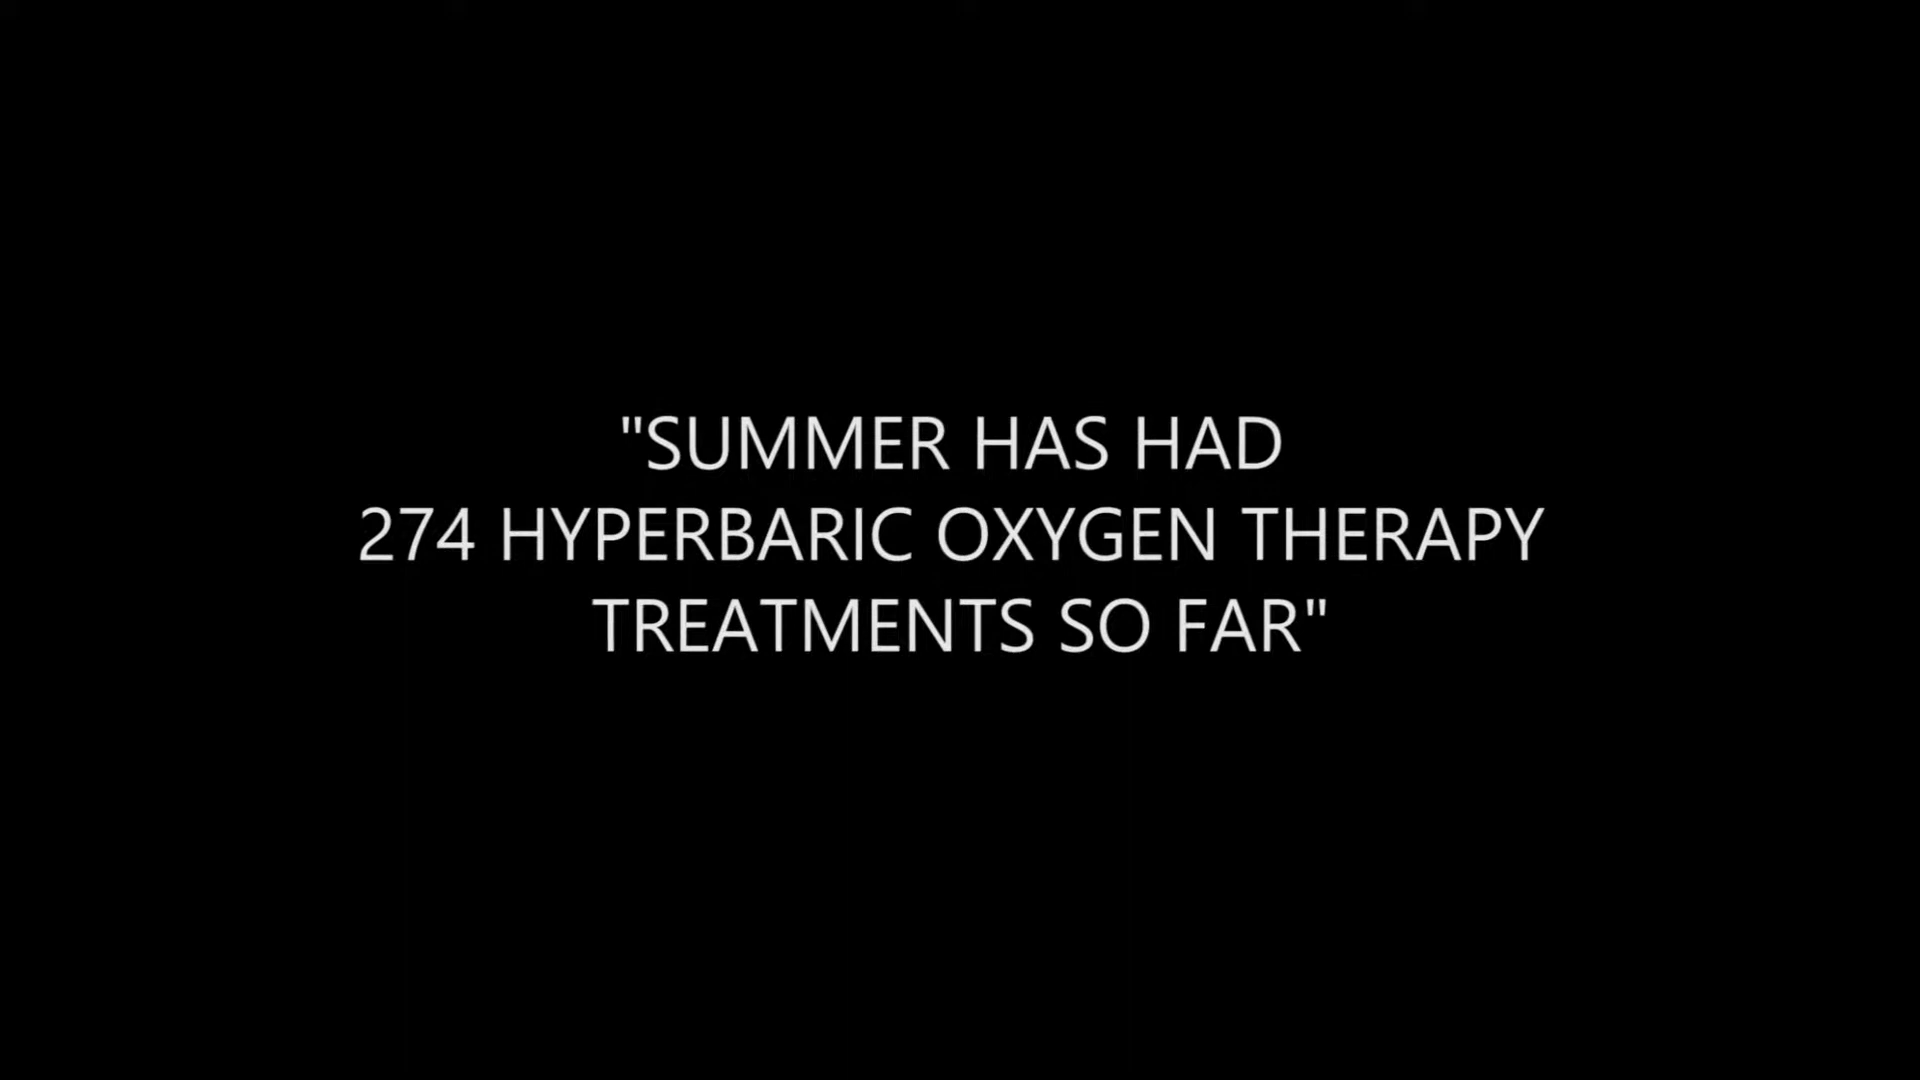 "SUMMER HAS HAD
274 HYPERBARIC OXYGEN THERAPY
TREATMENTS SO FAR"